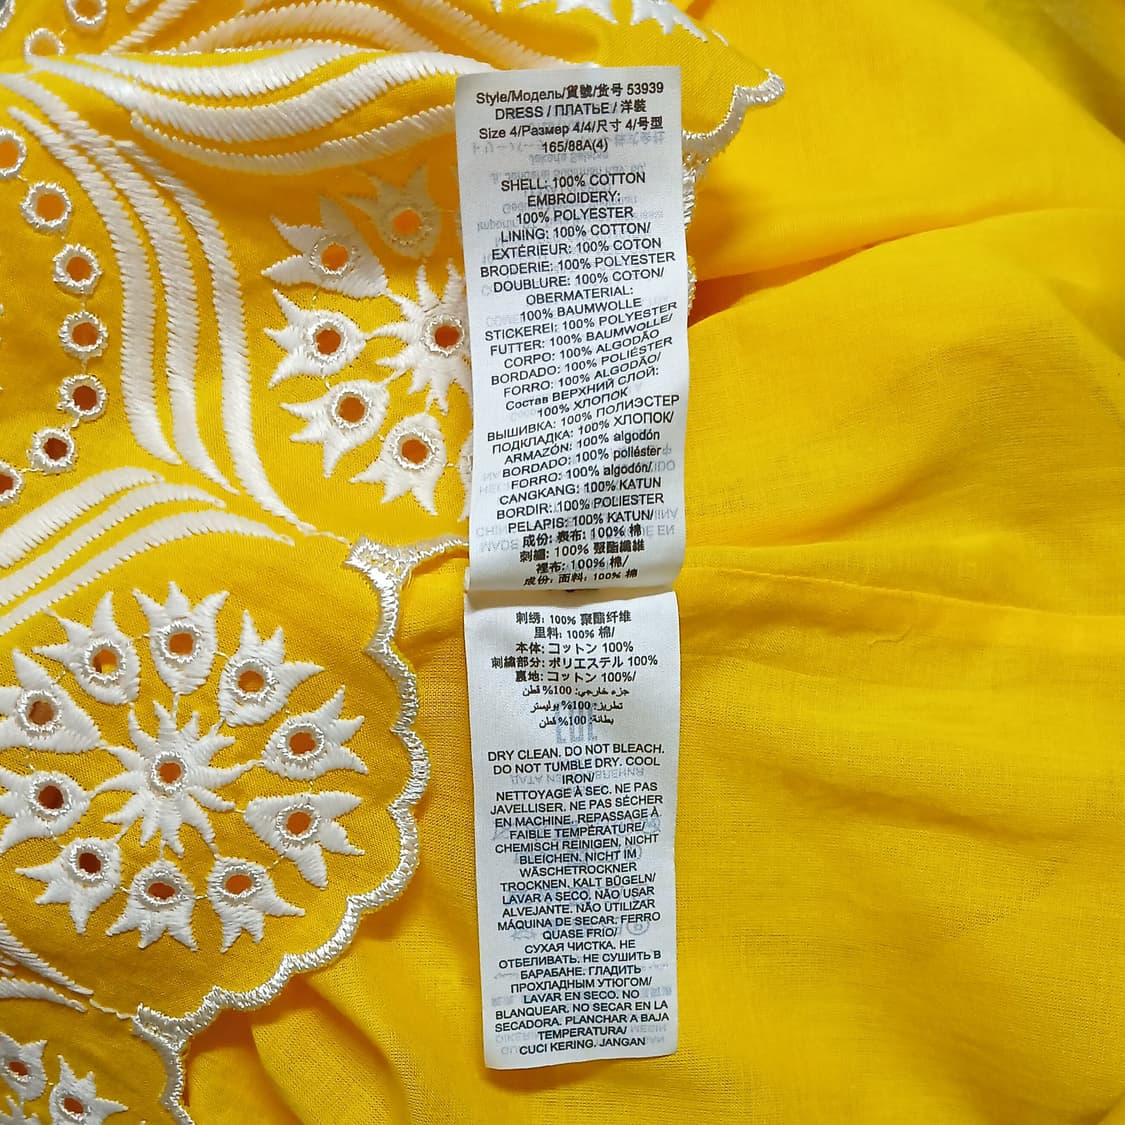 Style/Модель/貨號/货号 53939
DRESS / ПЛАТЬЕ / 洋裝
Size 4/Размер 4/4/尺寸 4/号型
165/88A(4)
SHELL: 100% COTTON
EMBROIDERY:
100% POLYESTER
LINING: 100% COTTON/
EXTÉRIEUR: 100% COTON
BRODERIE: 100% POLYESTER
DOUBLURE: 100% COTON/
OBERMATERIAL:
100% BAUMWOLLE
STICKEREI: 100% POLYESTER
FUTTER: 100% BAUMWOLLE/
CORPO: 100% ALGODÃO
BORDADO: 100% POLIÉSTER
FORRO: 100% ALGODÃO/
Состав ВЕРХНИЙ СЛОЙ:
100% ХЛОПОК
ВЫШИВКА: 100% ПОЛИЭСТЕР
ПОДКЛАДКА: 100% ХЛОПОК/
ARMAZÓN: 100% algodón
BORDADO: 100% poliéster
FORRO: 100% algodón/
CANGKANG: 100% KATUN
BORDIR: 100% POLIESTER
PELAPIS: 100% KATUN/
成份: 表布: 100% 棉
刺繡: 100% 聚酯纖維
裡布: 100% 棉/
成份: 面料: 100% 棉
刺绣: 100% 聚酯纤维
里料: 100% 棉/
本体: コットン 100%
刺繍部分: ポリエステル 100%
裏地: コットン 100%/
جزء خارجي: 100% قطن
تطريز: 100% بوليستر
بطانة: 100% قطن
DRY CLEAN. DO NOT BLEACH.
DO NOT TUMBLE DRY. COOL
IRON/
NETTOYAGE À SEC. NE PAS
JAVELLISER. NE PAS SÉCHER
EN MACHINE. REPASSAGE À
FAIBLE TEMPÉRATURE/
CHEMISCH REINIGEN. NICHT
BLEICHEN. NICHT IM
WÄSCHETROCKNER
TROCKNEN. KALT BÜGELN/
LAVAR A SECO. NÃO USAR
ALVEJANTE. NÃO UTILIZAR
MÁQUINA DE SECAR. FERRO
QUASE FRIO/
СУХАЯ ЧИСТКА. НЕ
ОТБЕЛИВАТЬ. НЕ СУШИТЬ В
БАРАБАНЕ. ГЛАДИТЬ
ПРОХЛАДНЫМ УТЮГОМ/
LAVAR EN SECO. NO
BLANQUEAR. NO SECAR EN LA
SECADORA. PLANCHAR A BAJA
TEMPERATURA/
CUCI KERING. JANGAN